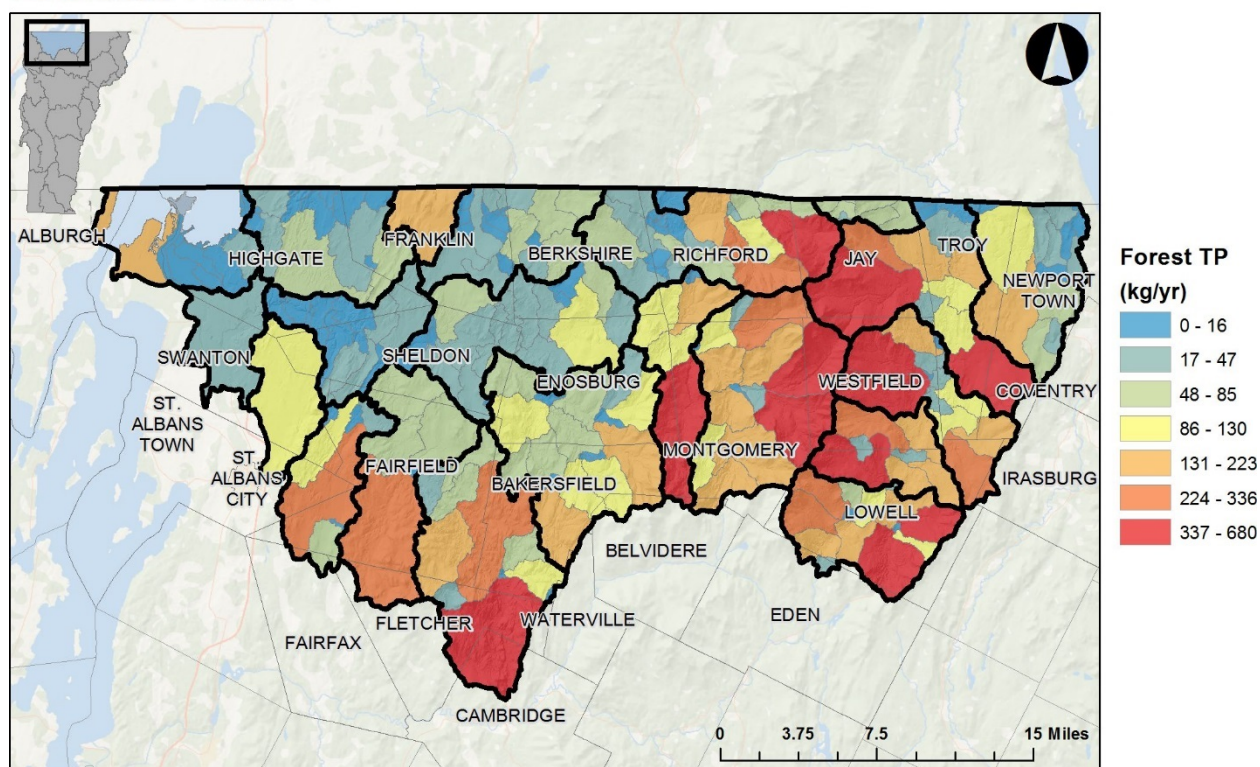 ALBURGH
HIGHGATE
FRANKLIN
BERKSHIRE
RICHFORD
JAY
TROY
NEWPORT
TOWN
SWANTON
SHELDON
ENOSBURG
WESTFIELD
COVENTRY
ST.
ALBANS
TOWN
ST.
ALBANS
CITY
FAIRFIELD
BAKERSFIELD
MONTGOMERY
IRASBURG
LOWELL
BELVIDERE
EDEN
FAIRFAX
FLETCHER
WATERVILLE
CAMBRIDGE
0 3.75 7.5 15 Miles
Forest TP
(kg/yr)
0 - 16
17 - 47
48 - 85
86 - 130
131 - 223
224 - 336
337 - 680